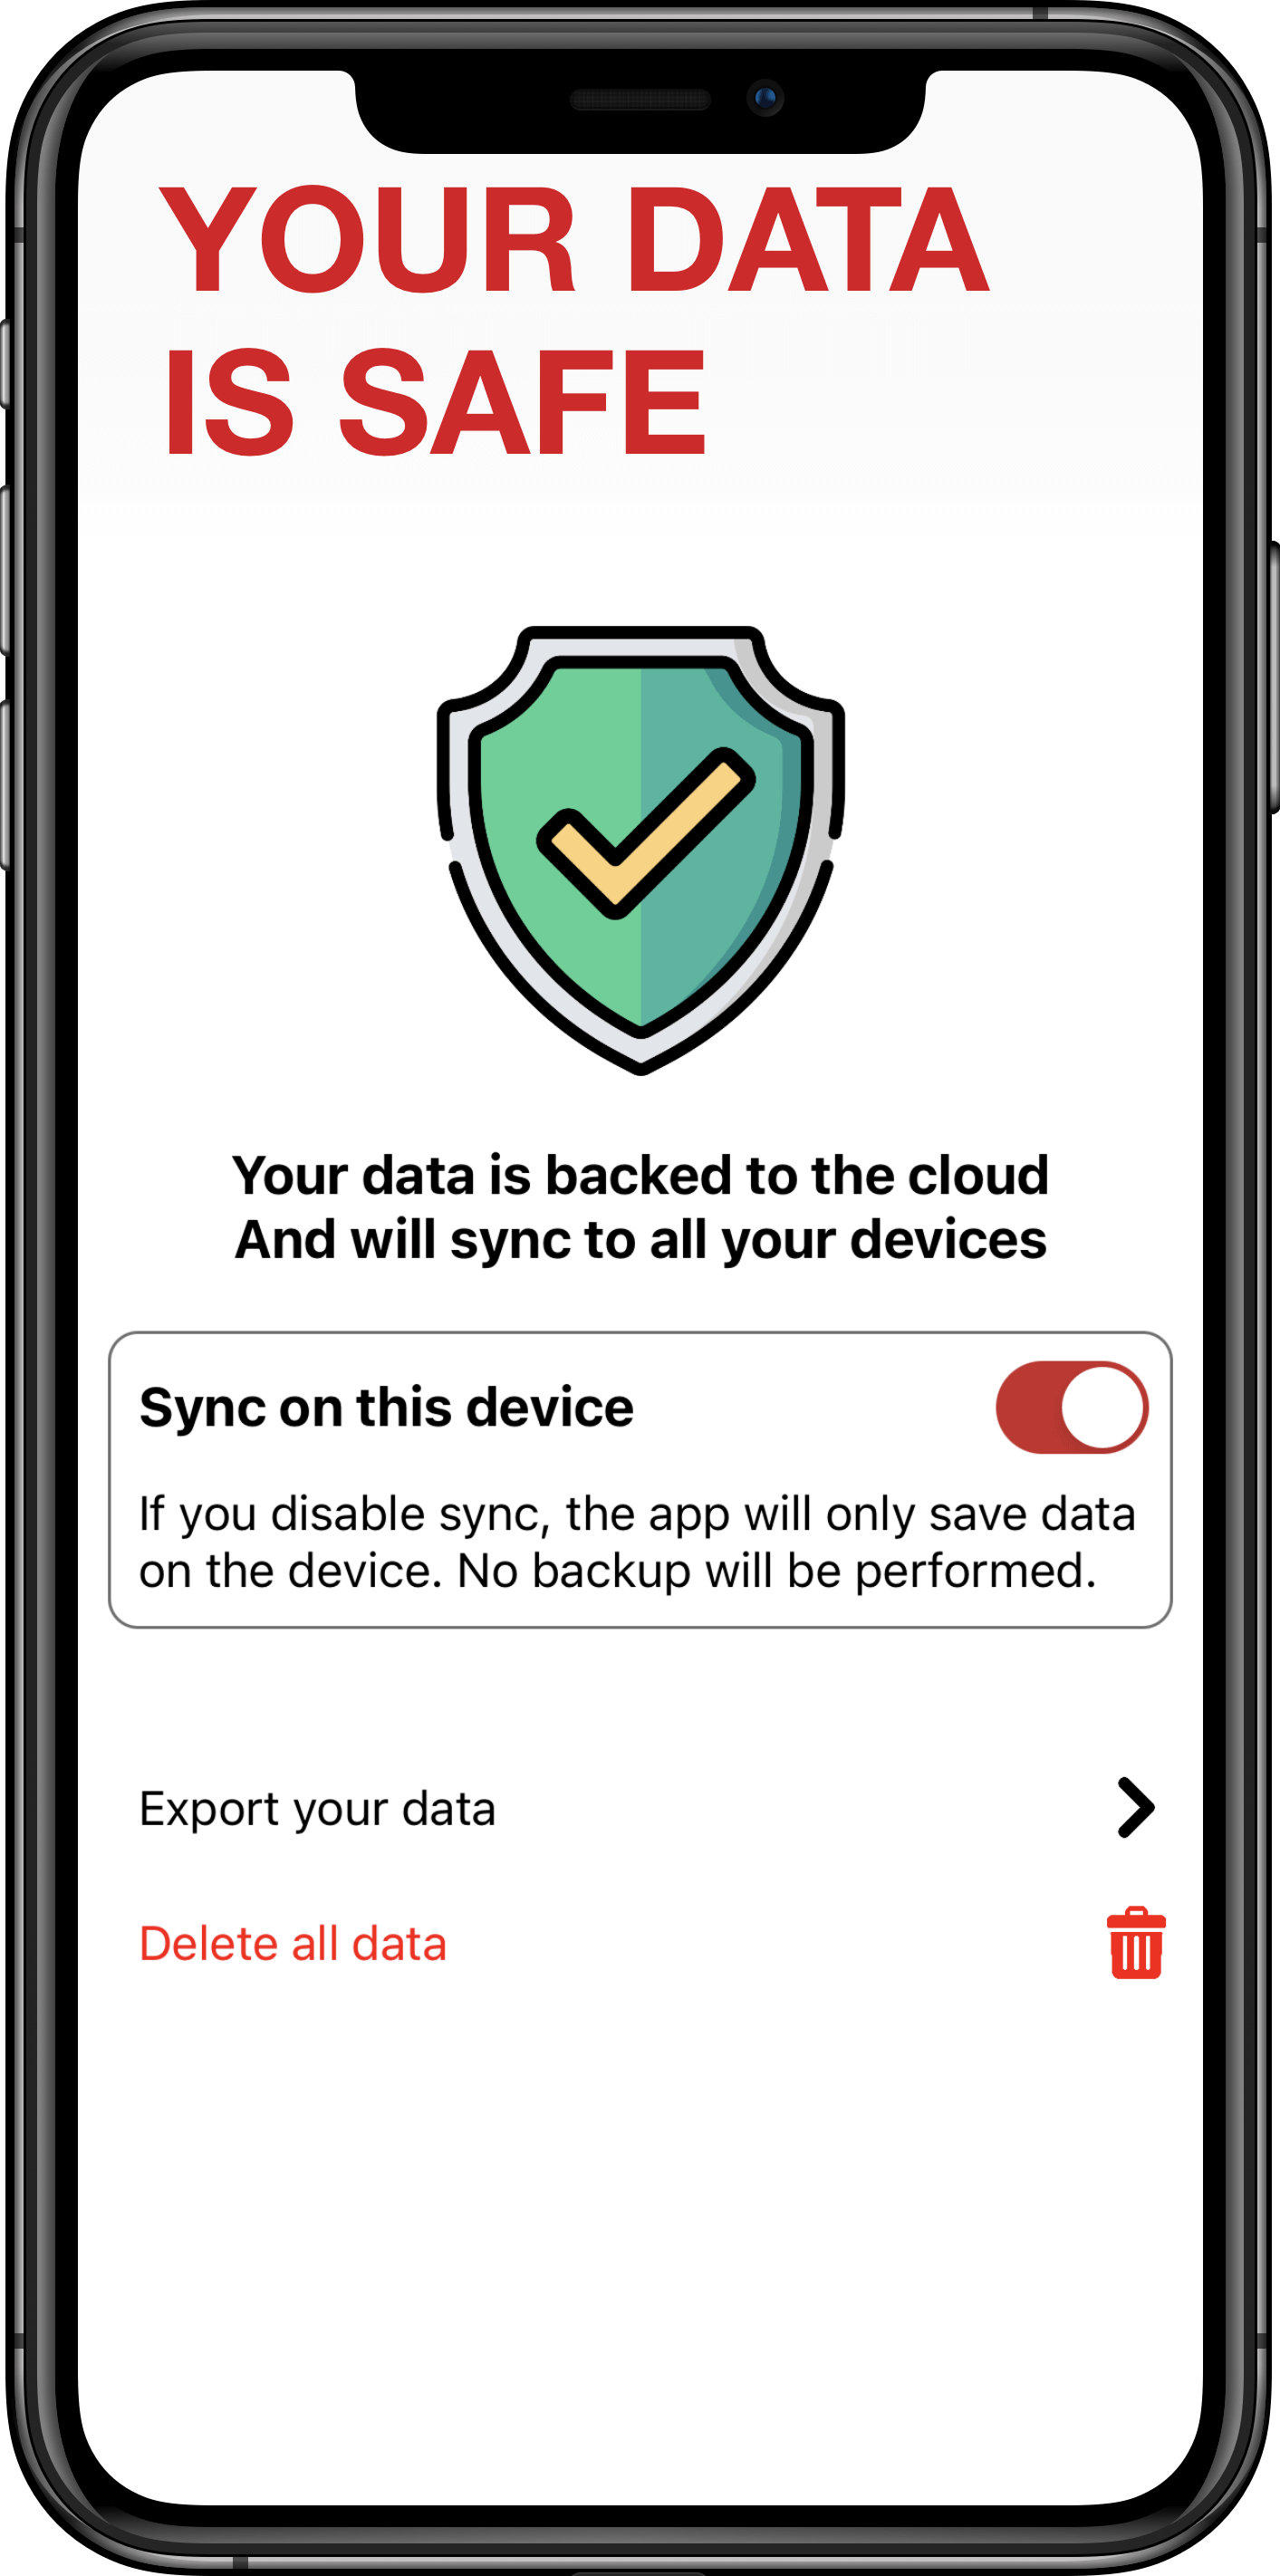 YOUR DATA
IS SAFE
Your data is backed to the cloud
And will sync to all your devices
Sync on this device
If you disable sync, the app will only save data
on the device. No backup will be performed.
Export your data
Delete all data